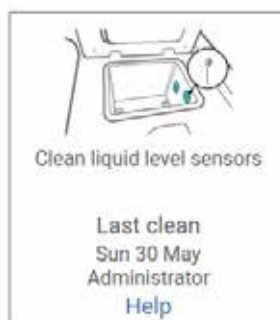 Clean liquid level sensors
Last clean
Sun 30 May
Administrator
Help